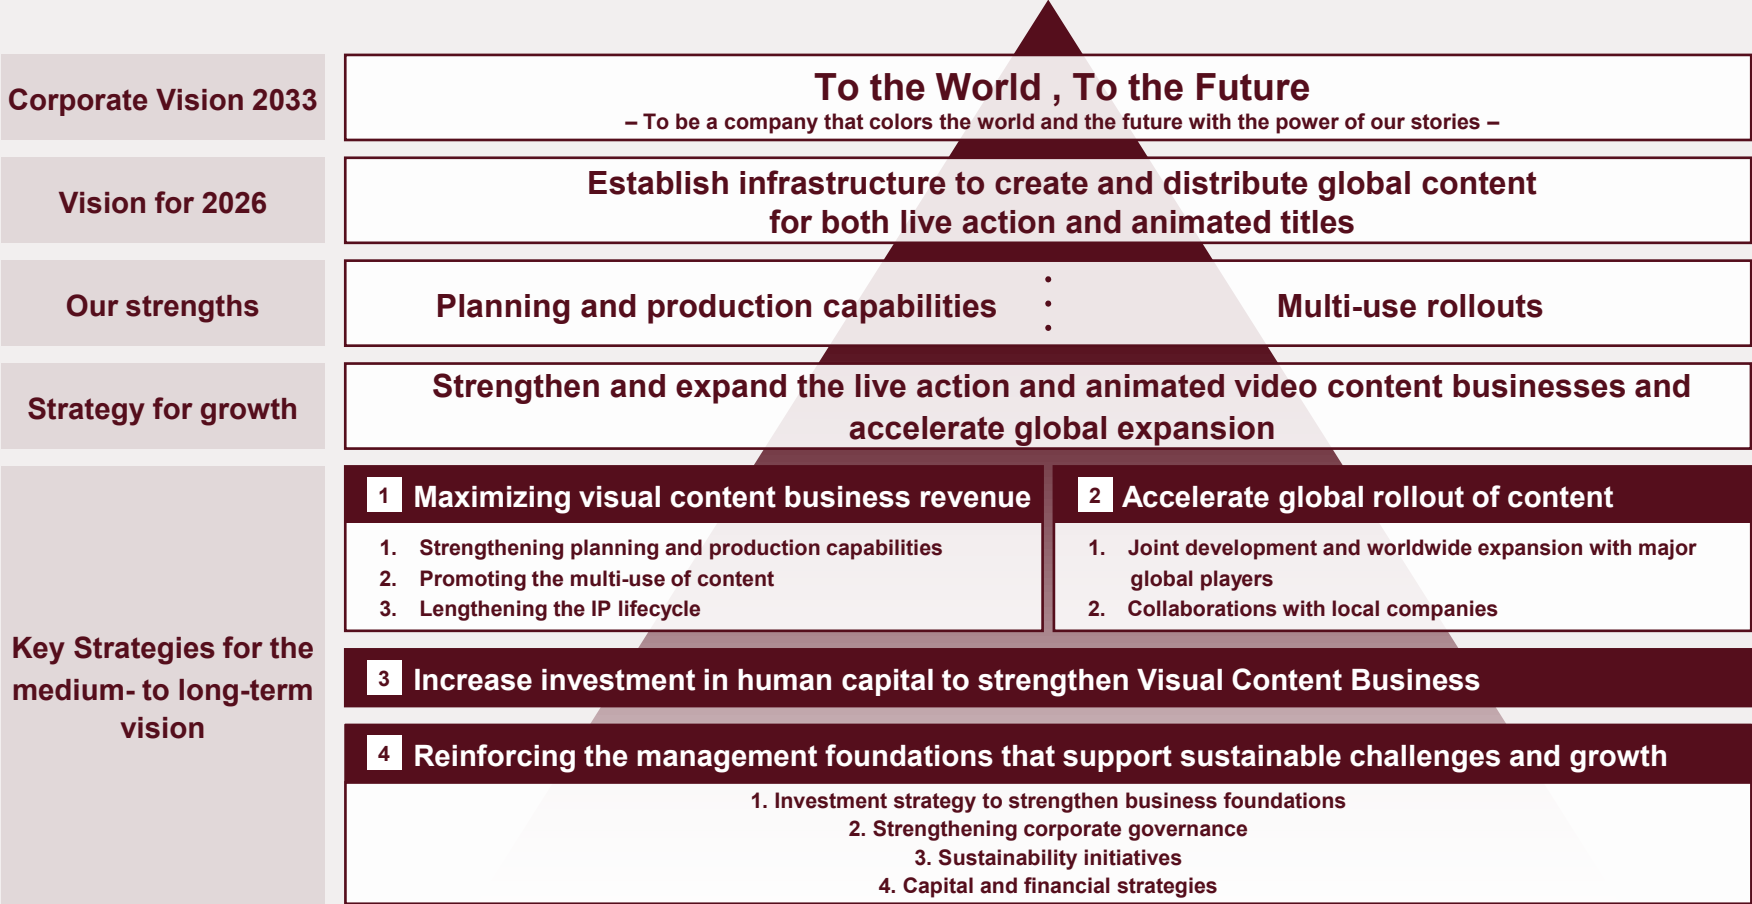 Corporate Vision 2033
To the World , To the Future
– To be a company that colors the world and the future with the power of our stories –
Vision for 2026
Establish infrastructure to create and distribute global content
for both live action and animated titles
Our strengths
Planning and production capabilities
Multi-use rollouts
Strategy for growth
Strengthen and expand the live action and animated video content businesses and
accelerate global expansion
Key Strategies for the
medium- to long-term
vision
1 Maximizing visual content business revenue
1. Strengthening planning and production capabilities
2. Promoting the multi-use of content
3. Lengthening the IP lifecycle
2 Accelerate global rollout of content
1. Joint development and worldwide expansion with major
global players
2. Collaborations with local companies
3 Increase investment in human capital to strengthen Visual Content Business
4 Reinforcing the management foundations that support sustainable challenges and growth
1. Investment strategy to strengthen business foundations
2. Strengthening corporate governance
3. Sustainability initiatives
4. Capital and financial strategies